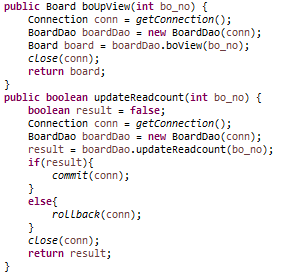 public Board boUpView(int bo_no) {
    Connection conn = getConnection();
    BoardDao boardDao = new BoardDao(conn);
    Board board = boardDao.boView(bo_no);
    close(conn);
    return board;
}
public boolean updateReadcount(int bo_no) {
    boolean result = false;
    Connection conn = getConnection();
    BoardDao boardDao = new BoardDao(conn);
    result = boardDao.updateReadcount(bo_no);
    if(result){
        commit(conn);
    }
    else{
        rollback(conn);
    }
    close(conn);
    return result;
}